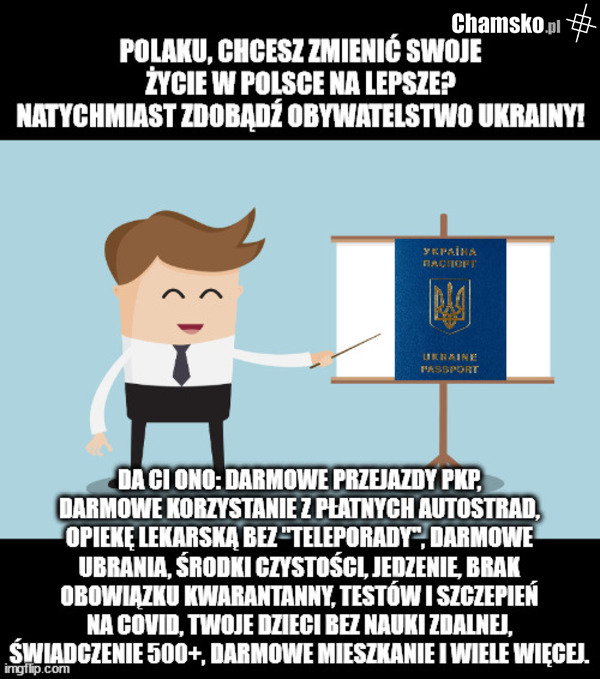 Chamsko.pl
POLAKU, CHCESZ ZMIENIĆ SWOJE
ŻYCIE W POLSCE NA LEPSZE?
NATYCHMIAST ZDOBĄDŹ OBYWATELSTWO UKRAINY!
УКРАЇНА
ПАСПОРТ
UKRAINE
PASSPORT
DA CI ONO: DARMOWE PRZEJAZDY PKP,
DARMOWE KORZYSTANIE Z PŁATNYCH AUTOSTRAD,
OPIEKĘ LEKARSKĄ BEZ "TELEPORADY", DARMOWE
UBRANIA, ŚRODKI CZYSTOŚCI, JEDZENIE, BRAK
OBOWIĄZKU KWARANTANNY, TESTÓW I SZCZEPIEŃ
NA COVID, TWOJE DZIECI BEZ NAUKI ZDALNEJ,
ŚWIADCZENIE 500+, DARMOWE MIESZKANIE I WIELE WIĘCEJ.
imgflip.com